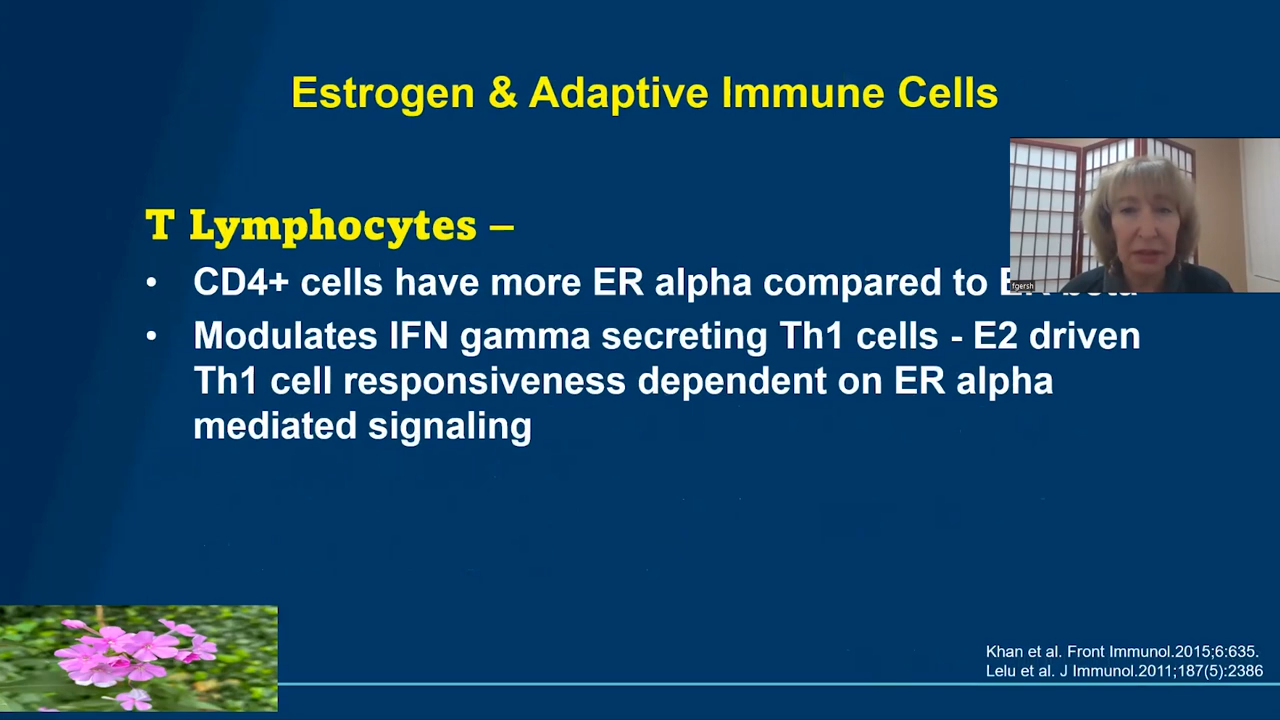 Estrogen & Adaptive Immune Cells
T Lymphocytes –
• CD4+ cells have more ER alpha compared to
• Modulates IFN gamma secreting Th1 cells - E2 driven
Th1 cell responsiveness dependent on ER alpha
mediated signaling
fgersh
Khan et al. Front Immunol.2015;6:635.
Lelu et al. J Immunol.2011;187(5):2386